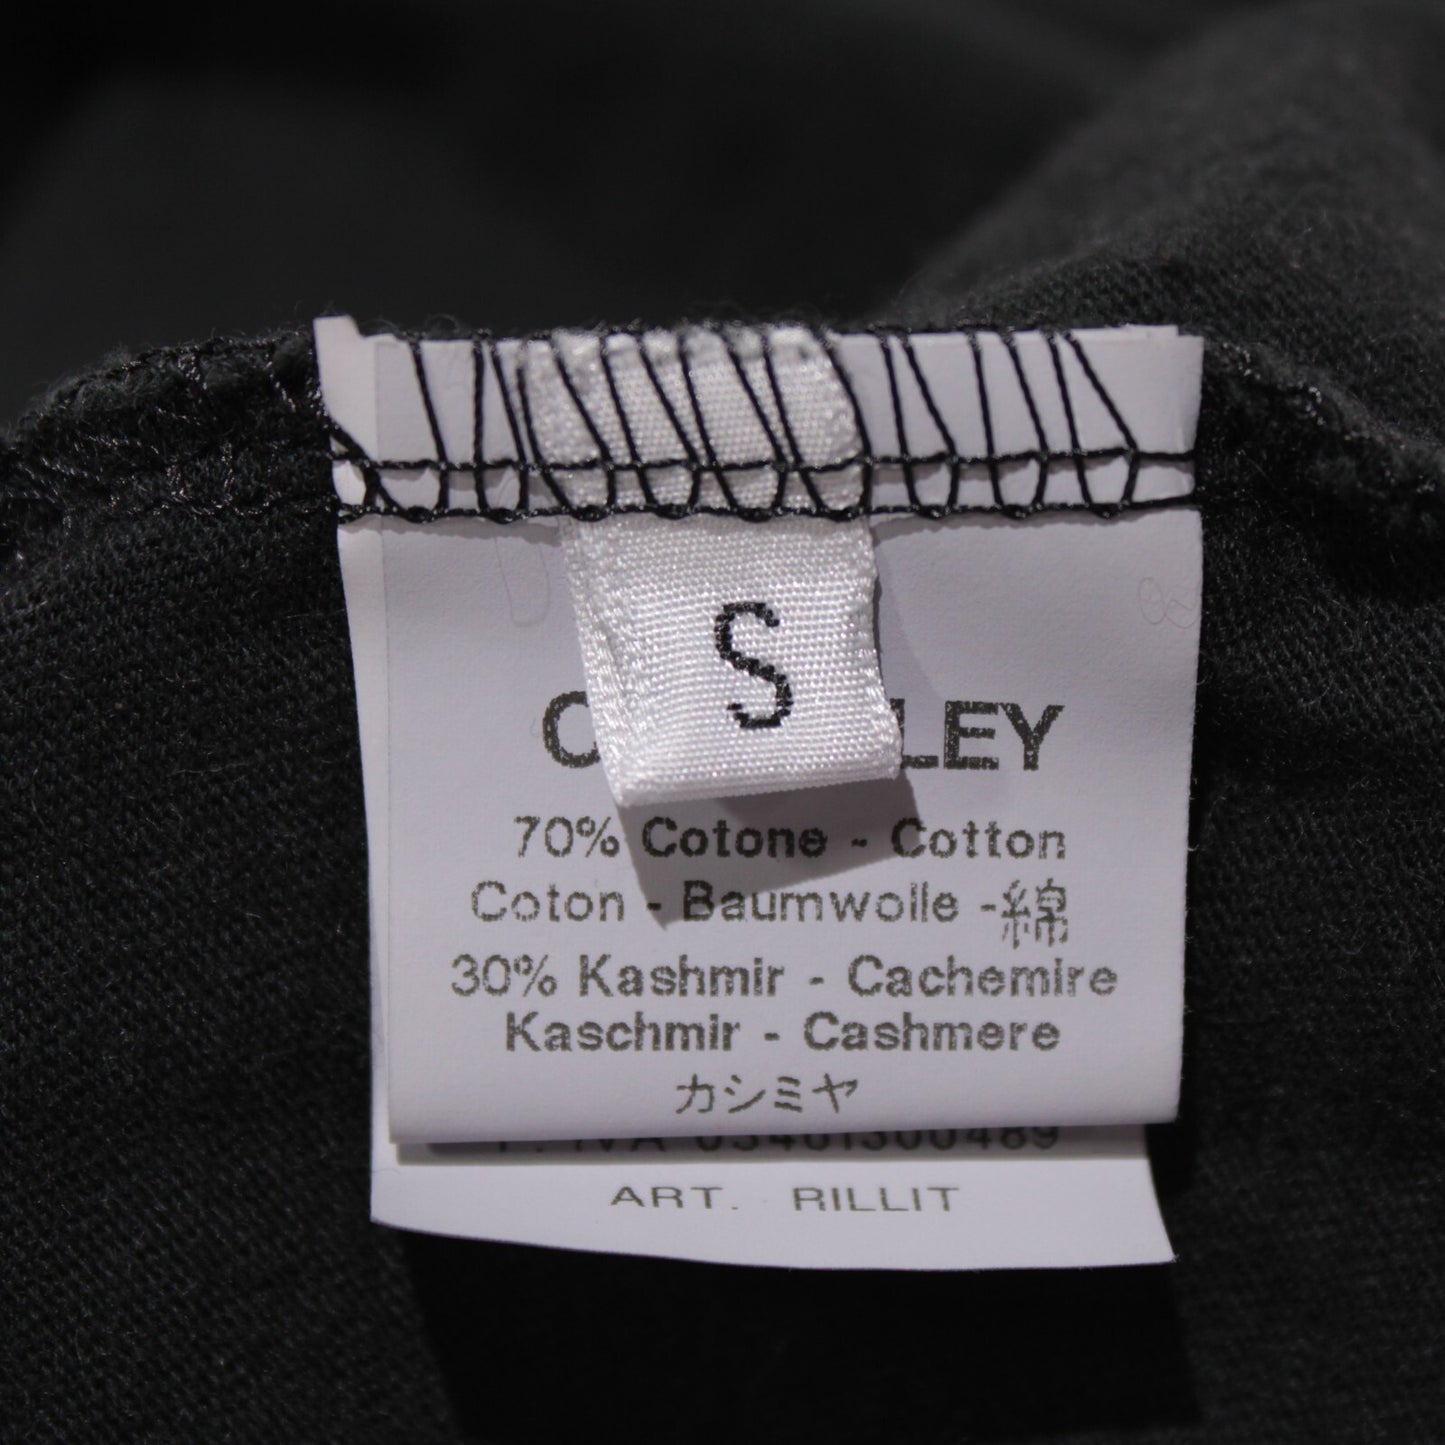 S
70% Cotone - Cotton
Coton - Baumwolle - 綿
30% Kashmir - Cachemire
Kaschmir - Cashmere
カシミヤ
ART. RILLIT